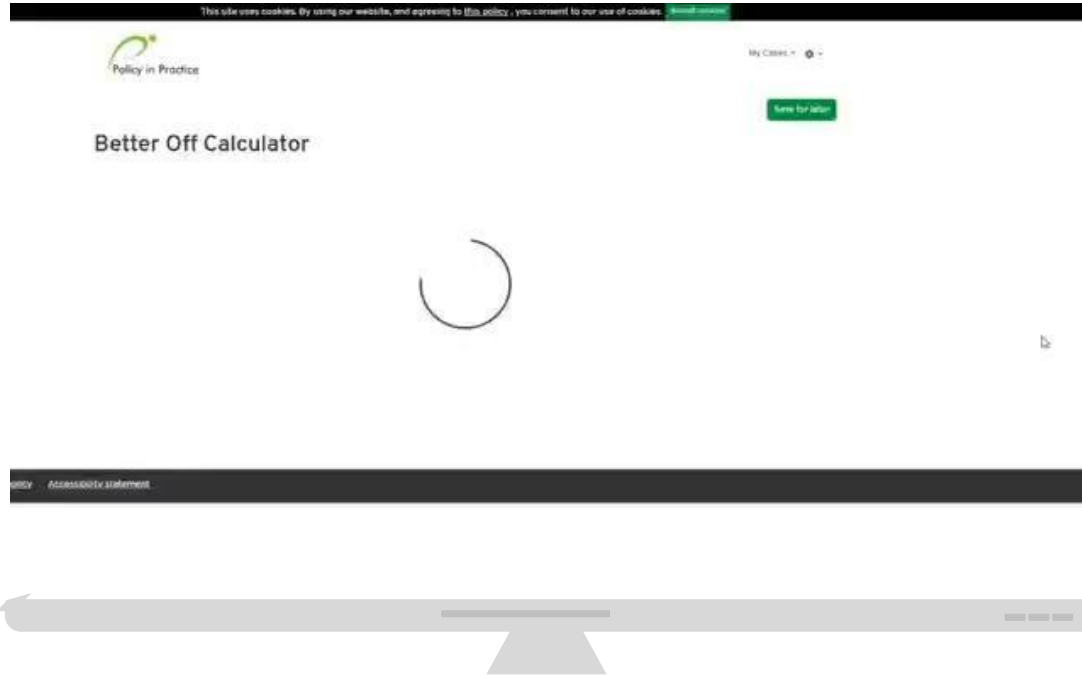 This site uses cookies. By using our website, and agreeing to this policy , you consent to our use of cookies.
Policy in Practice
My Cases
Save for later
Better Off Calculator
policy Accessibility statement